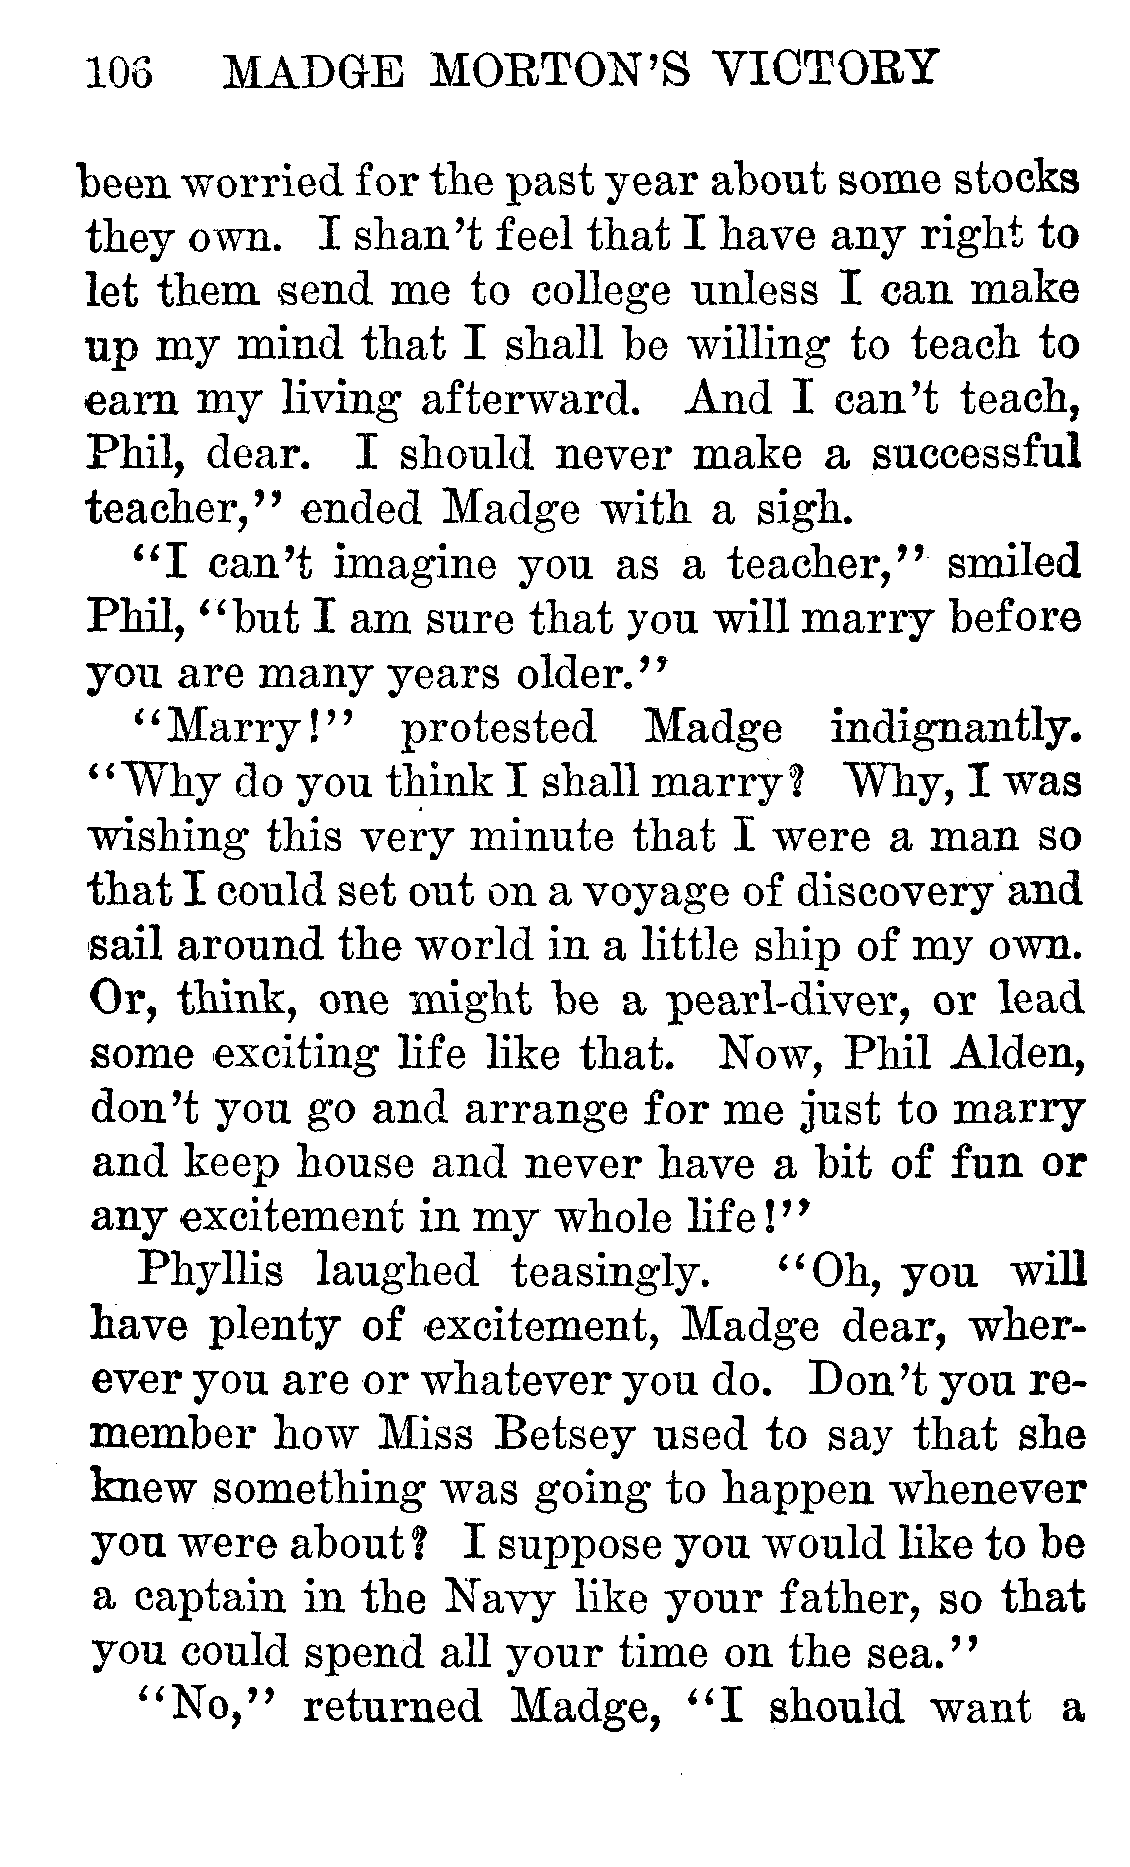 106 MADGE MORTON'S VICTORY
been worried for the past year about some stocks
they own. I shan't feel that I have any right to
let them send me to college unless I can make
up my mind that I shall be willing to teach to
earn my living afterward. And I can't teach,
Phil, dear. I should never make a successful
teacher," ended Madge with a sigh.
"I can't imagine you as a teacher," smiled
Phil, "but I am sure that you will marry before
you are many years older."
"Marry!" protested Madge indignantly.
"Why do you think I shall marry? Why, I was
wishing this very minute that I were a man so
that I could set out on a voyage of discovery and
sail around the world in a little ship of my own.
Or, think, one might be a pearl-diver, or lead
some exciting life like that. Now, Phil Alden,
don't you go and arrange for me just to marry
and keep house and never have a bit of fun or
any excitement in my whole life!"
Phyllis laughed teasingly. "Oh, you will
have plenty of excitement, Madge dear, wher-
ever you are or whatever you do. Don't you re-
member how Miss Betsey used to say that she
knew something was going to happen whenever
you were about? I suppose you would like to be
a captain in the Navy like your father, so that
you could spend all your time on the sea."
"No," returned Madge, "I should want a